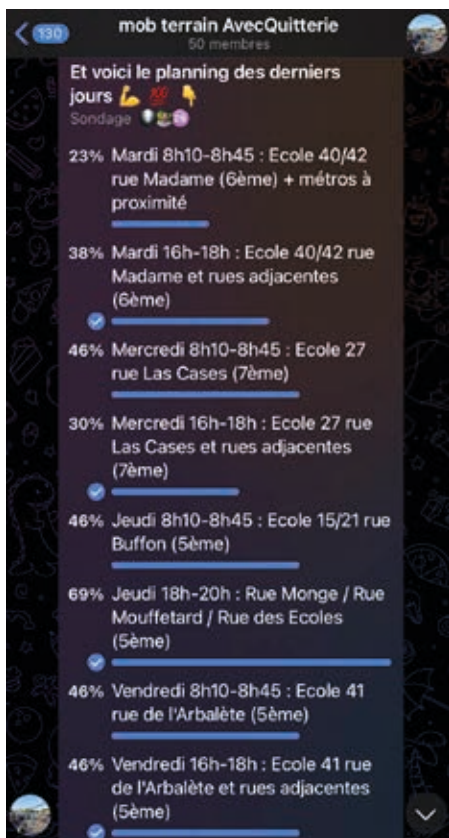 130
mob terrain AvecQuitterie
50 membres
Et voici le planning des derniers
jours 💪 💯 👇
Sondage
23% Mardi 8h10-8h45 : Ecole 40/42
rue Madame (6ème) + métros à
proximité
38% Mardi 16h-18h : Ecole 40/42 rue
Madame et rues adjacentes
(6ème)
46% Mercredi 8h10-8h45 : Ecole 27
rue Las Cases (7ème)
30% Mercredi 16h-18h : Ecole 27 rue
Las Cases et rues adjacentes
(7ème)
46% Jeudi 8h10-8h45 : Ecole 15/21 rue
Buffon (5ème)
69% Jeudi 18h-20h : Rue Monge / Rue
Mouffetard / Rue des Ecoles
(5ème)
46% Vendredi 8h10-8h45 : Ecole 41
rue de l'Arbalète (5ème)
46% Vendredi 16h-18h : Ecole 41 rue
de l'Arbalète et rues adjacentes
(5ème)